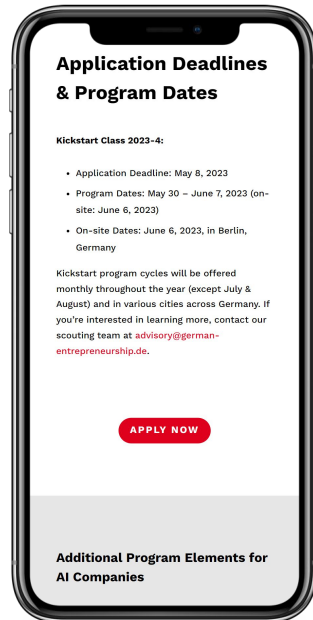 Application Deadlines
& Program Dates
Kickstart Class 2023-4:
• Application Deadline: May 8, 2023
• Program Dates: May 30 – June 7, 2023 (on-
site: June 6, 2023)
• On-site Dates: June 6, 2023, in Berlin,
Germany
Kickstart program cycles will be offered
monthly throughout the year (except July &
August) and in various cities across Germany. If
you're interested in learning more, contact our
scouting team at advisory@german-
entrepreneurship.de.
APPLY NOW
Additional Program Elements for
AI Companies